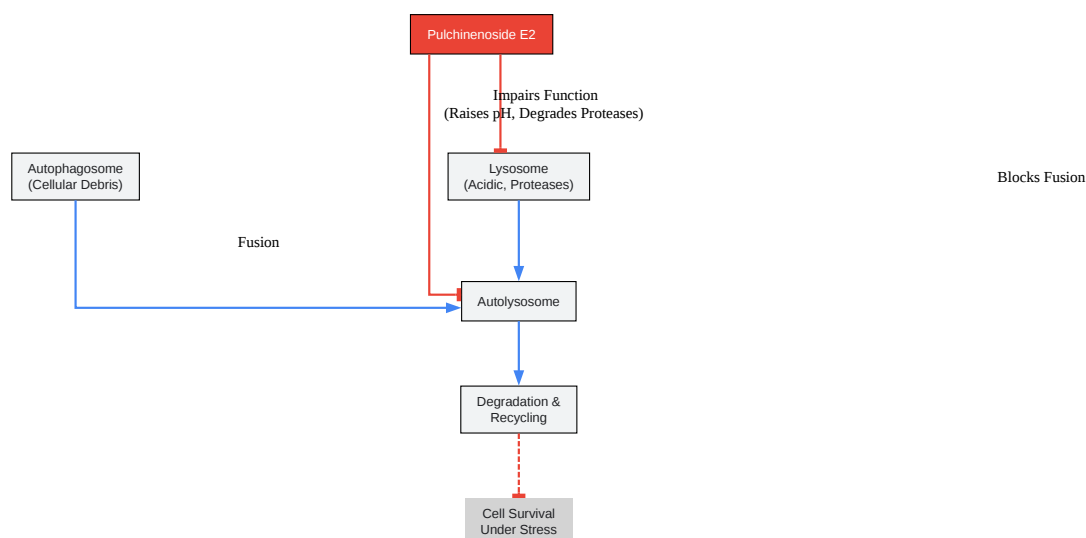 Pulchinenoside E2
Impairs Function
(Raises pH, Degrades Proteases)
Autophagosome
(Cellular Debris)
Lysosome
(Acidic, Proteases)
Blocks Fusion
Fusion
Autolysosome
Degradation &
Recycling
Cell Survival
Under Stress